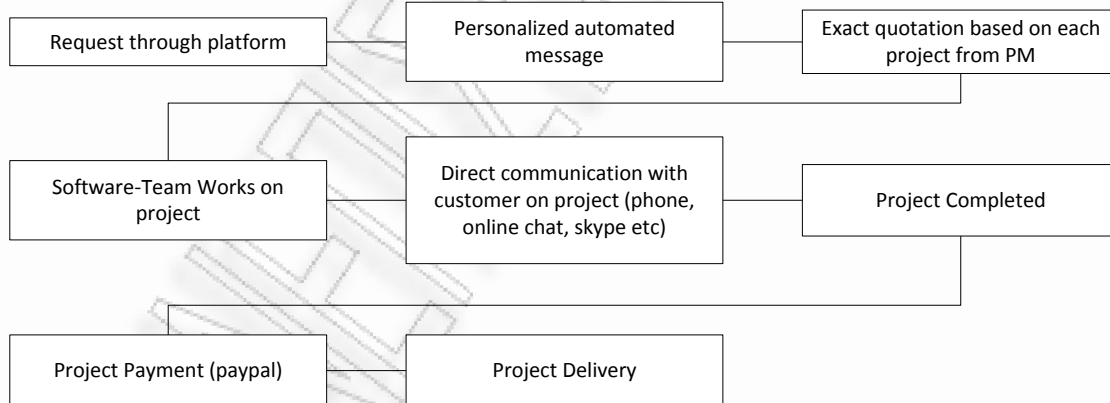 Request through platform
Personalized automated
message
Exact quotation based on each
project from PM
Software-Team Works on
project
Direct communication with
customer on project (phone,
online chat, skype etc)
Project Completed
Project Payment (paypal)
Project Delivery